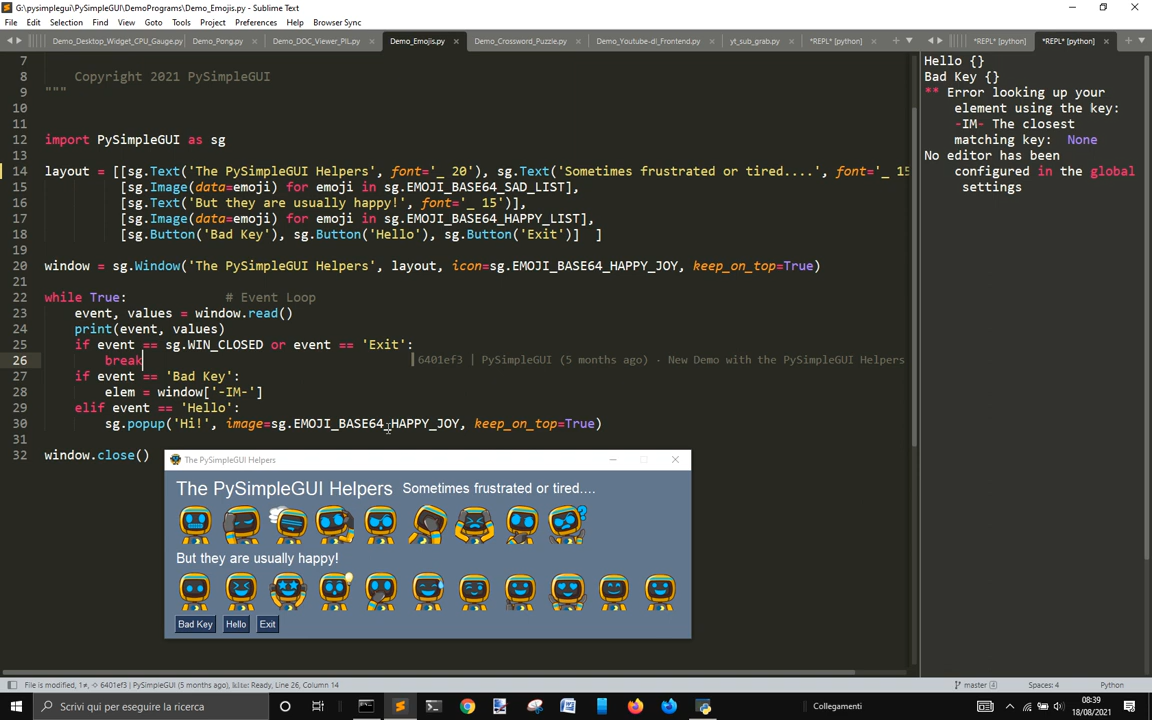 G:\pysimplegui\PySimpleGUI\DemoPrograms\Demo_Emojis.py - Sublime Text
File Edit Selection Find View Goto Tools Project Preferences Help Browser Sync
Demo_Desktop_Widget_CPU_Gauge.py Demo_Pong.py Demo_DOC_Viewer_PIL.py Demo_Emojis.py Demo_Crossword_Puzzle.py Demo_Youtube-dl_Frontend.py yt_sub_grab.py *REPL* [python] *REPL* [python] *REPL* [python]
7
8 Copyright 2021 PySimpleGUI
9 """
10
11
12 import PySimpleGUI as sg
13
14 layout = [[sg.Text('The PySimpleGUI Helpers', font='_ 20'), sg.Text('Sometimes frustrated or tired....', font='_ 15
15 [sg.Image(data=emoji) for emoji in sg.EMOJI_BASE64_SAD_LIST],
16 [sg.Text('But they are usually happy!', font='_ 15')],
17 [sg.Image(data=emoji) for emoji in sg.EMOJI_BASE64_HAPPY_LIST],
18 [sg.Button('Bad Key'), sg.Button('Hello'), sg.Button('Exit')]  ]
19
20 window = sg.Window('The PySimpleGUI Helpers', layout, icon=sg.EMOJI_BASE64_HAPPY_JOY, keep_on_top=True)
21
22 while True: # Event Loop
23 event, values = window.read()
24 print(event, values)
25 if event == sg.WIN_CLOSED or event == 'Exit':
26 break 6401ef3 | PySimpleGUI (5 months ago) · New Demo with the PySimpleGUI Helpers
27 if event == 'Bad Key':
28 elem = window['-IM-']
29 elif event == 'Hello':
30 sg.popup('Hi!', image=sg.EMOJI_BASE64_HAPPY_JOY, keep_on_top=True)
31
32 window.close()
Hello {}
Bad Key {}
** Error looking up your
element using the key:
-IM- The closest
matching key: None
No editor has been
configured in the global
settings
The PySimpleGUI Helpers
The PySimpleGUI Helpers Sometimes frustrated or tired....
But they are usually happy!
Bad Key Hello Exit
File is modified, 1≠, 6401ef3 | PySimpleGUI (5 months ago), kite: Ready, Line 26, Column 14 master 4 Spaces: 4 Python
Scrivi qui per eseguire la ricerca Collegamenti 08:39
18/08/2021